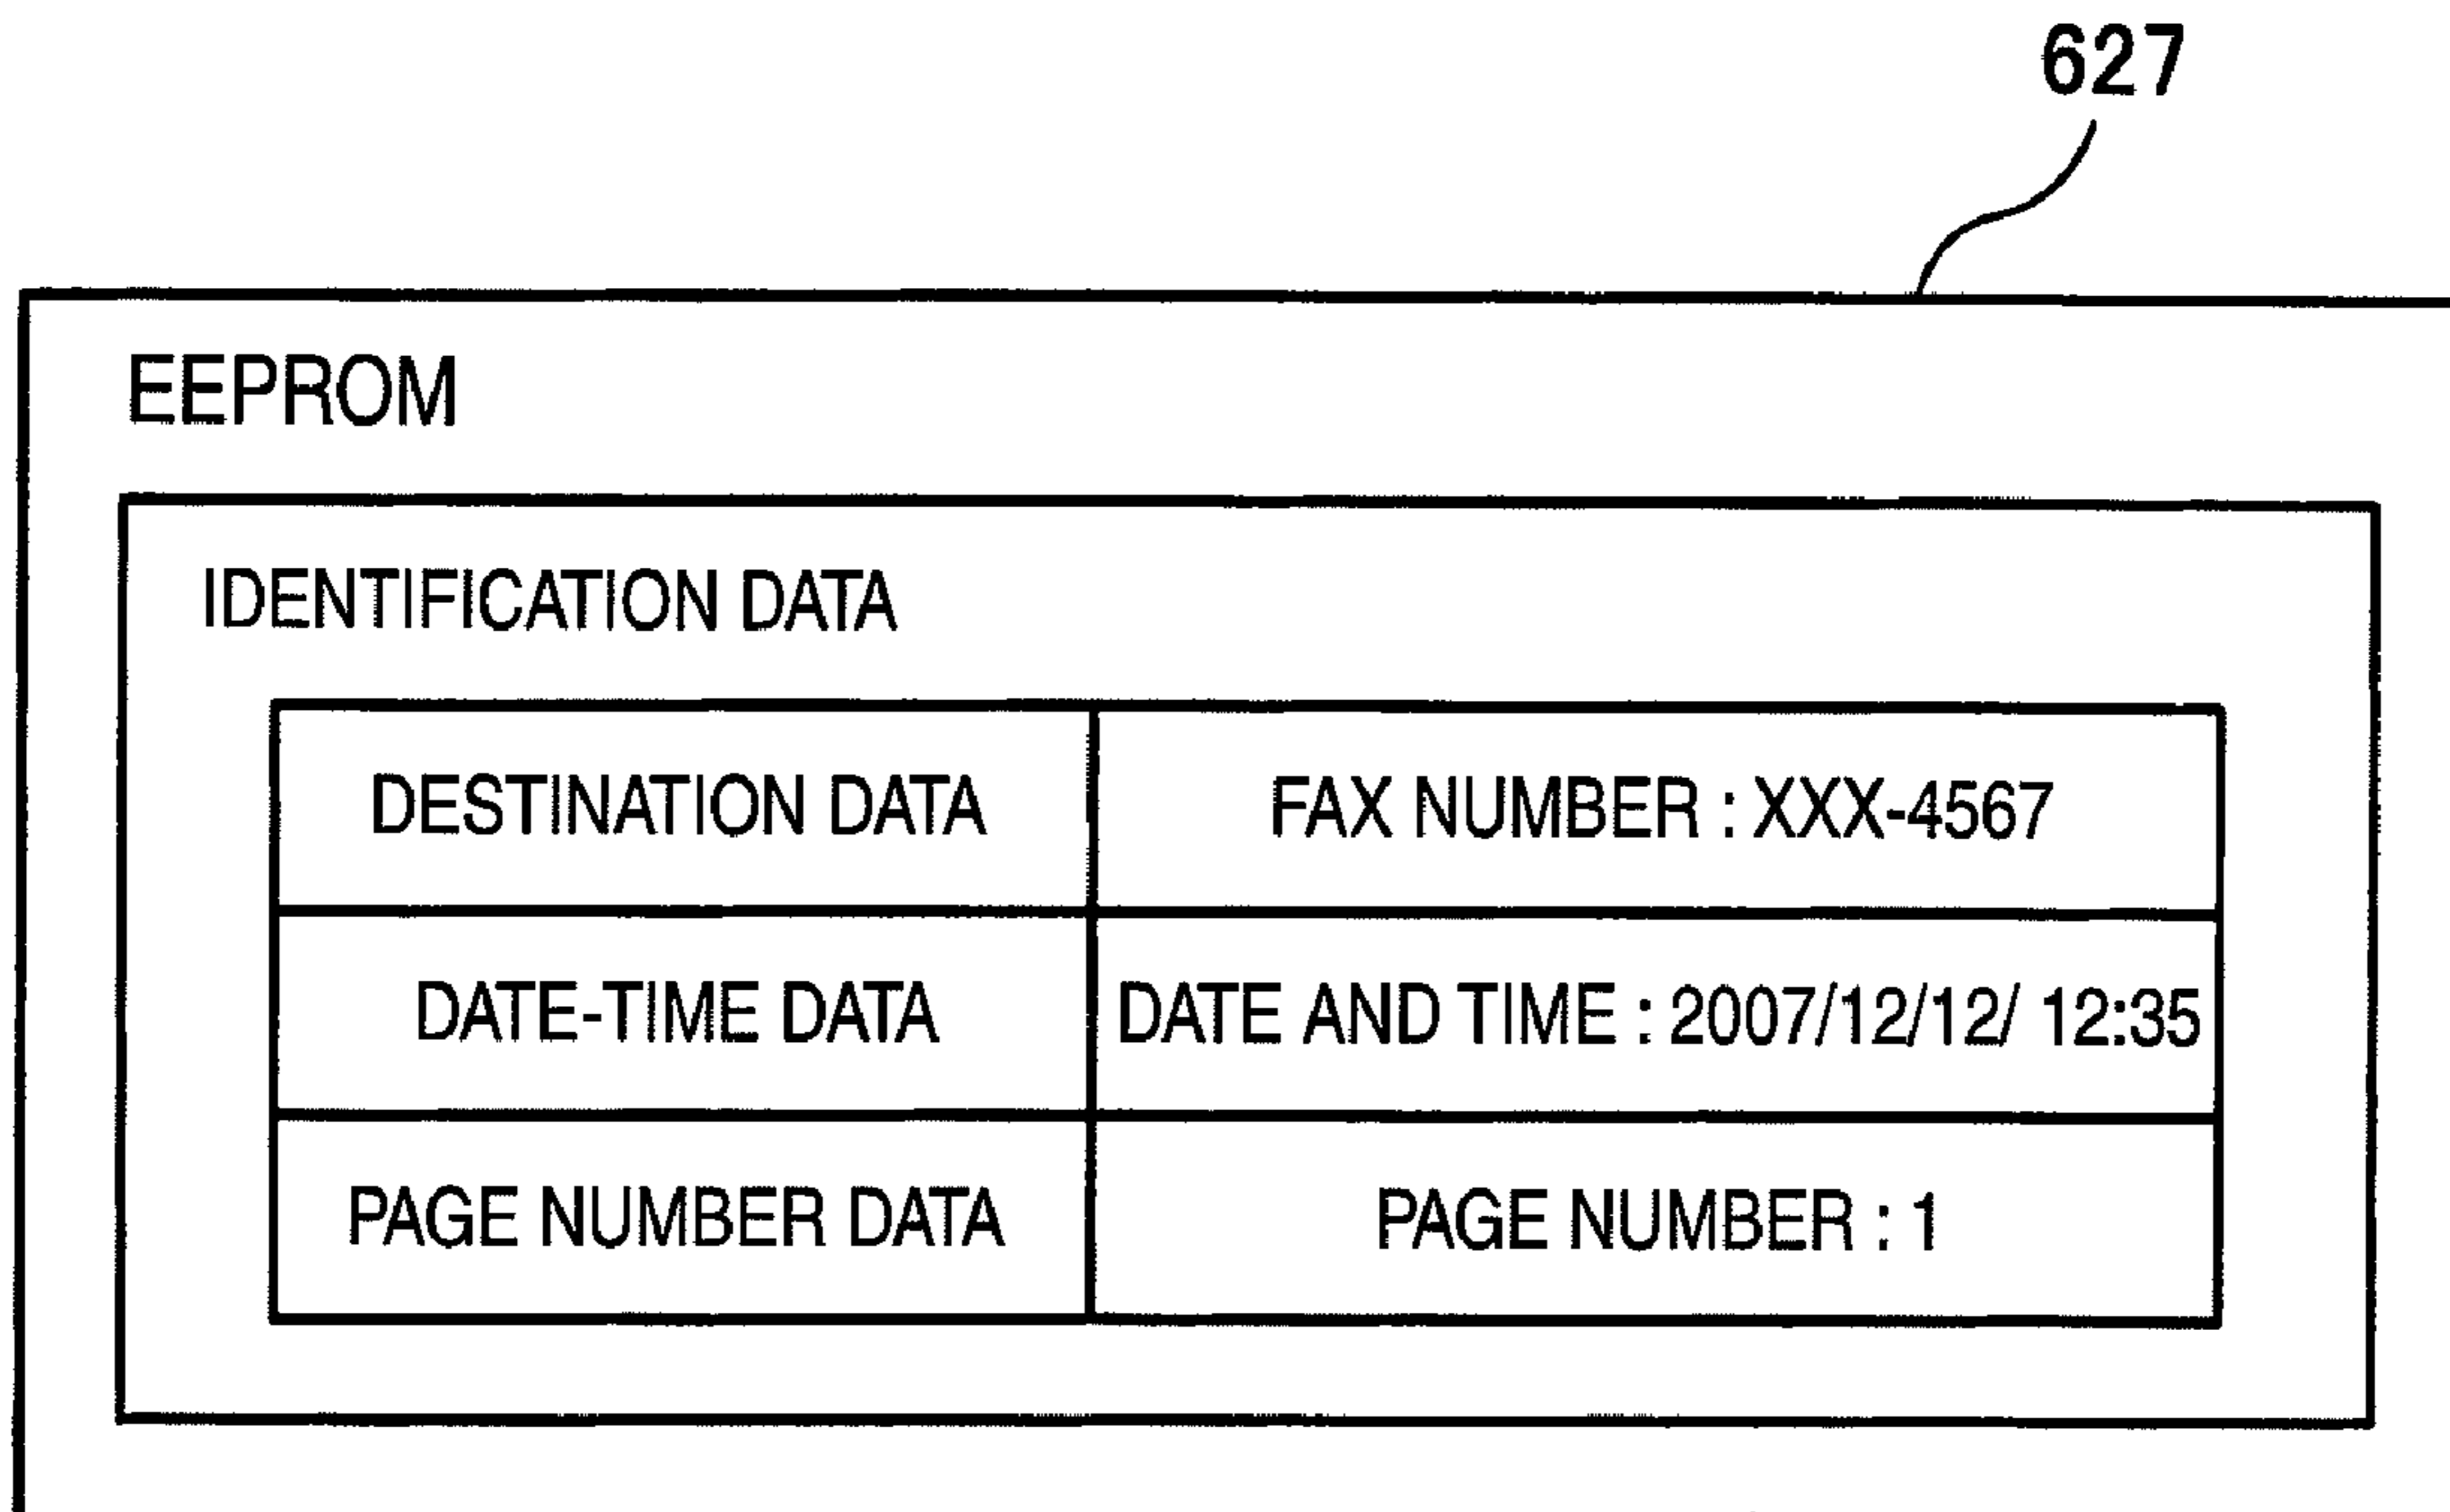 627
EEPROM
IDENTIFICATION DATA
DESTINATION DATA
FAX NUMBER : XXX-4567
DATE-TIME DATA
DATE AND TIME : 2007/12/12/ 12:35
PAGE NUMBER DATA
PAGE NUMBER : 1